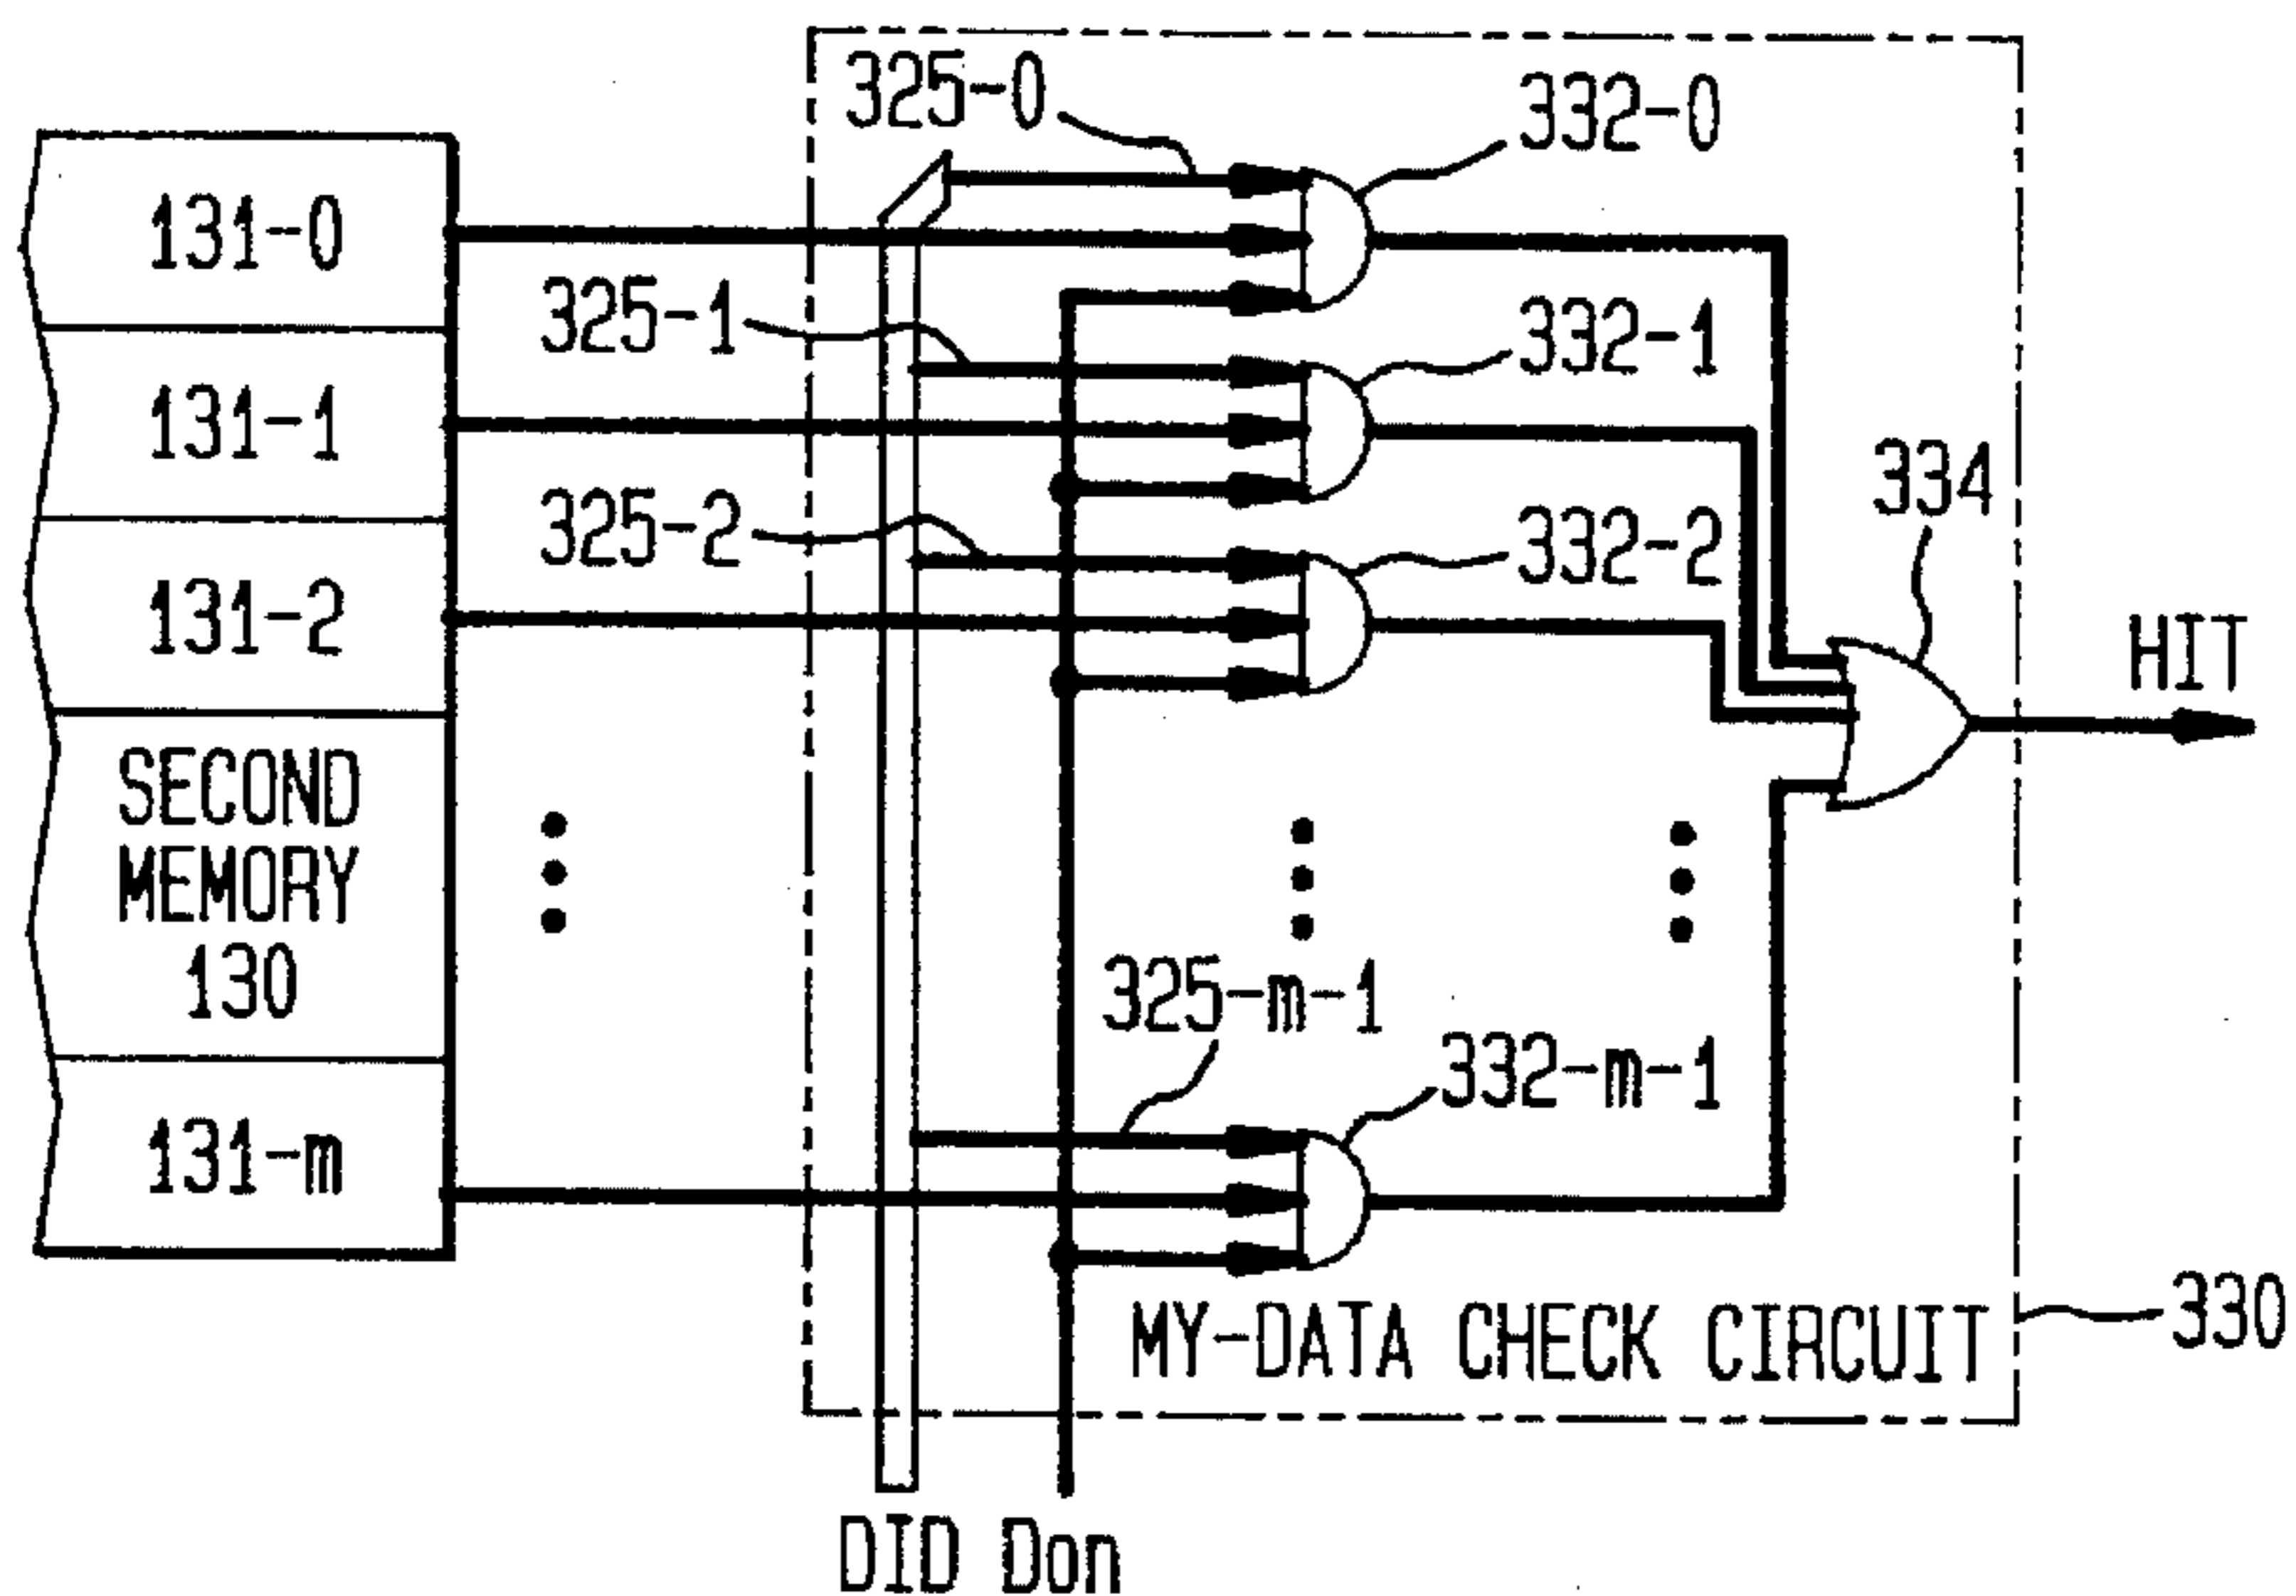 325-0
332-0
131-0
325-1
332-1
131-1
325-2
332-2
334
131-2
HIT
SECOND
MEMORY
130
325-m-1
332-m-1
131-m
MY-DATA CHECK CIRCUIT
330
DID Don